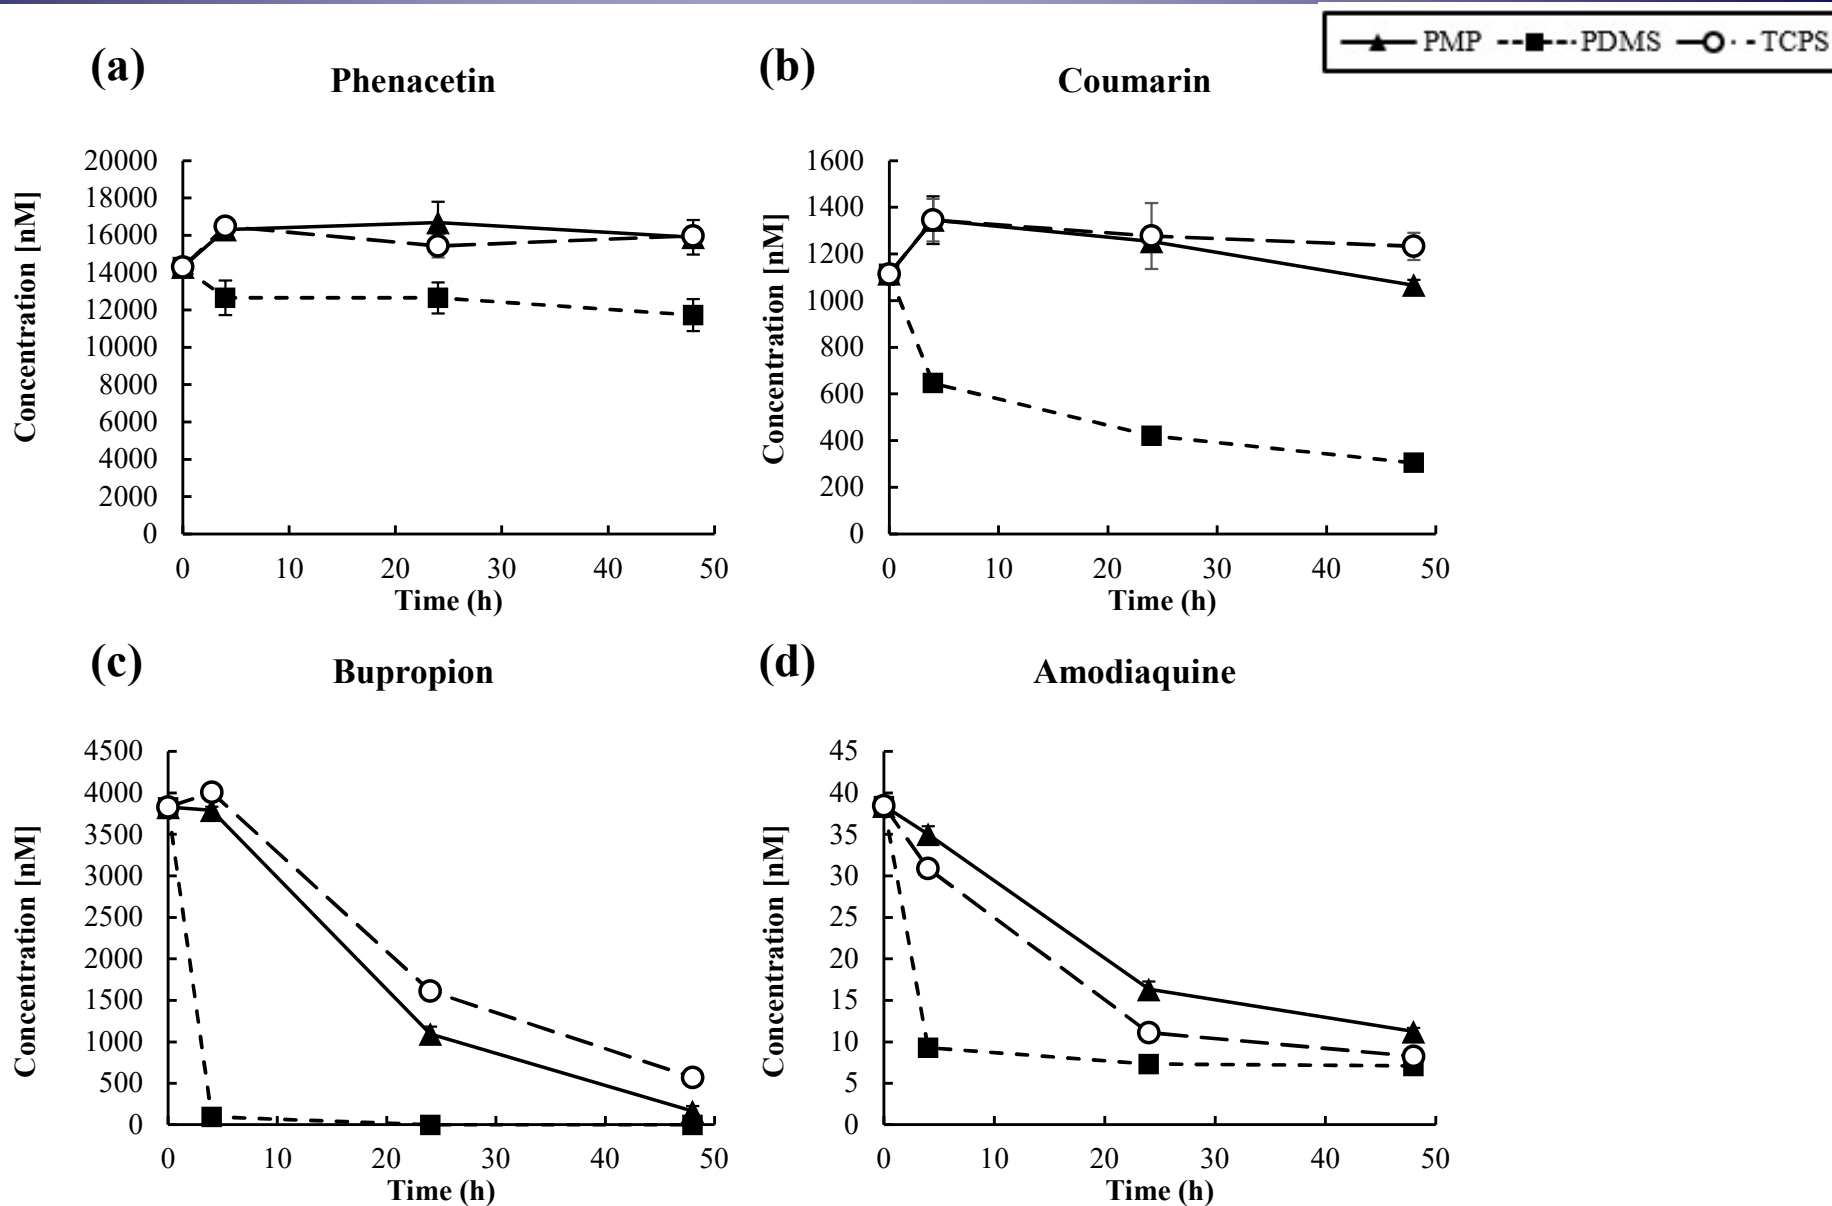 PMP PDMS TCPS
(a)
Phenacetin
Concentration [nM]
20000
18000
16000
14000
12000
10000
8000
6000
4000
2000
0
0 10 20 30 40 50
Time (h)
(b)
Coumarin
Concentration [nM]
1600
1400
1200
1000
800
600
400
200
0
0 10 20 30 40 50
Time (h)
(c)
Bupropion
Concentration [nM]
4500
4000
3500
3000
2500
2000
1500
1000
500
0
0 10 20 30 40 50
Time (h)
(d)
Amodiaquine
Concentration [nM]
45
40
35
30
25
20
15
10
5
0
0 10 20 30 40 50
Time (h)